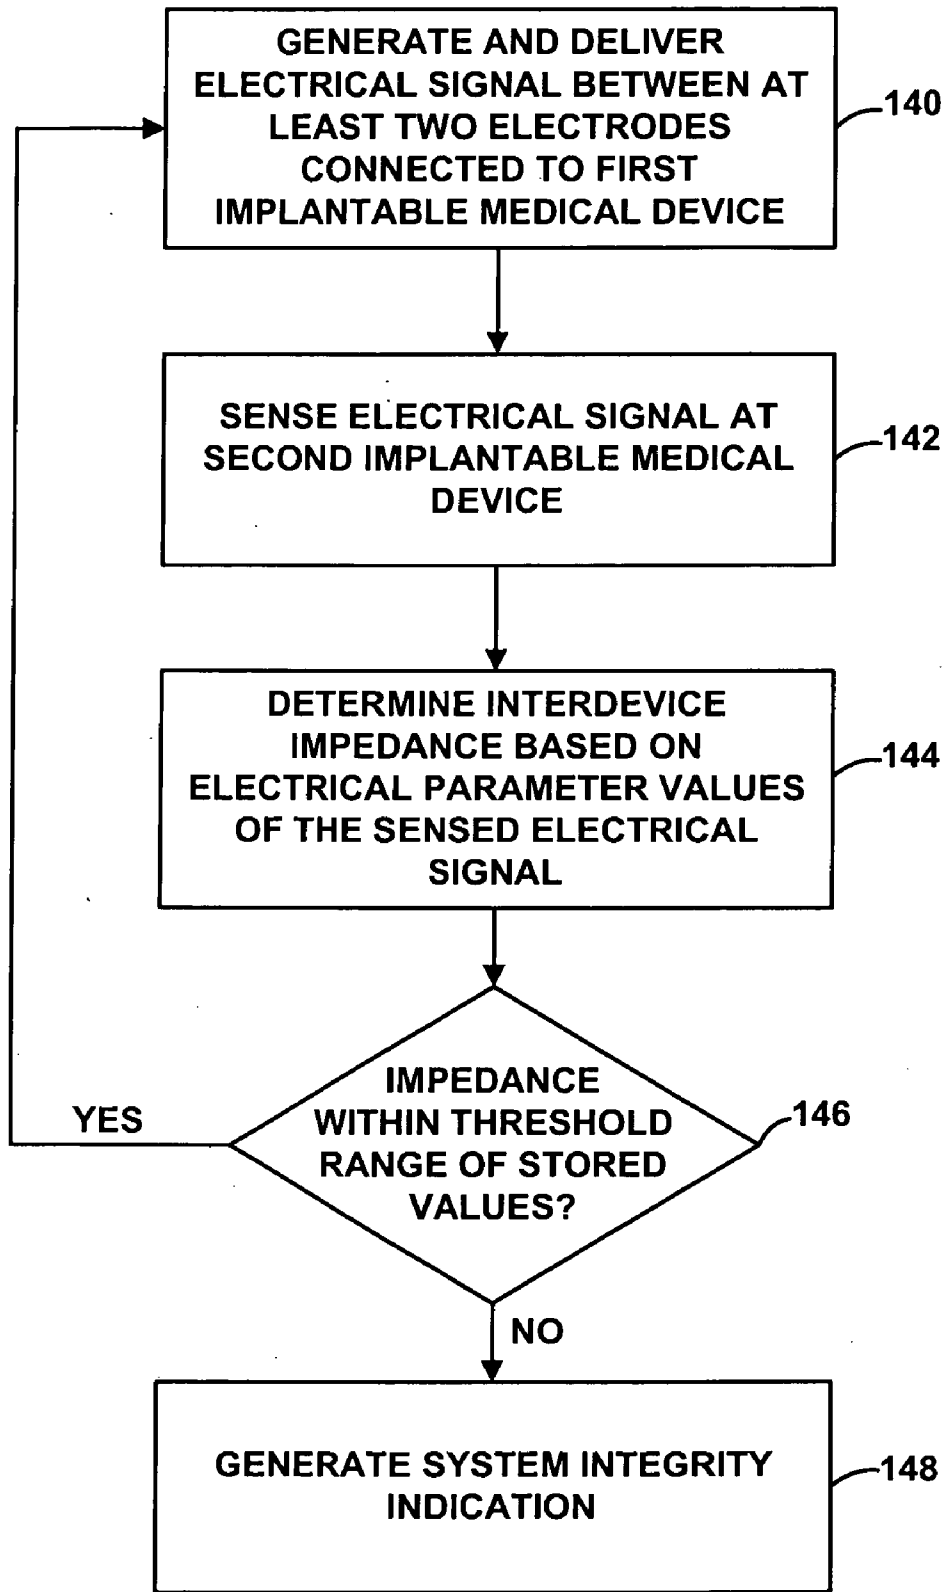 GENERATE AND DELIVER
ELECTRICAL SIGNAL BETWEEN AT
LEAST TWO ELECTRODES
CONNECTED TO FIRST
IMPLANTABLE MEDICAL DEVICE
140
SENSE ELECTRICAL SIGNAL AT
SECOND IMPLANTABLE MEDICAL
DEVICE
142
DETERMINE INTERDEVICE
IMPEDANCE BASED ON
ELECTRICAL PARAMETER VALUES
OF THE SENSED ELECTRICAL
SIGNAL
144
IMPEDANCE
WITHIN THRESHOLD
RANGE OF STORED
VALUES?
146
YES
NO
GENERATE SYSTEM INTEGRITY
INDICATION
148